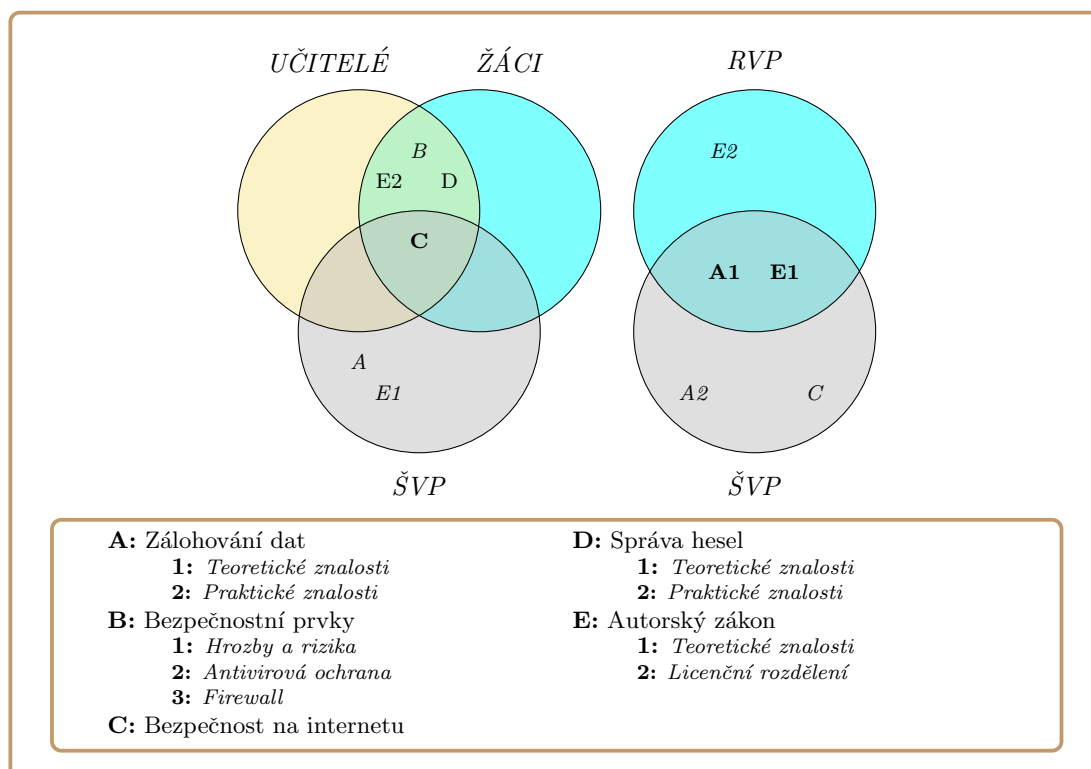 UČITELÉ ŽÁCI RVP
B E2
E2 D
C
A1 E1
A
E1 A2 C
ŠVP ŠVP
A: Zálohování dat
1: Teoretické znalosti
2: Praktické znalosti
B: Bezpečnostní prvky
1: Hrozby a rizika
2: Antivirová ochrana
3: Firewall
C: Bezpečnost na internetu
D: Správa hesel
1: Teoretické znalosti
2: Praktické znalosti
E: Autorský zákon
1: Teoretické znalosti
2: Licenční rozdělení